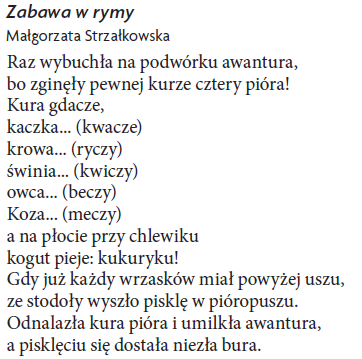 Zabawa w rymy
Małgorzata Strzałkowska
Raz wybuchła na podwórku awantura,
bo zginęły pewnej kurze cztery pióra!
Kura gdacze,
kaczka... (kwacze)
krowa... (ryczy)
świnia... (kwiczy)
owca... (beczy)
Koza... (meczy)
a na płocie przy chlewiku
kogut pieje: kukuryku!
Gdy już każdy wrzasków miał powyżej uszu,
ze stodoły wyszło pisklę w pióropuszu.
Odnalazła kura pióra i umilkła awantura,
a pisklęciu się dostała niezła bura.